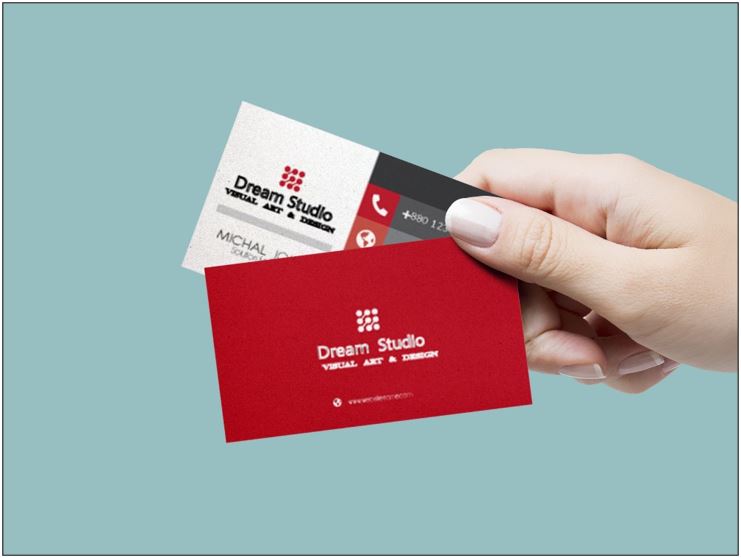 Dream Studio
VISUAL ART & DESIGN
MICHAL
+880 123
Dream Studio
VISUAL ART & DESIGN